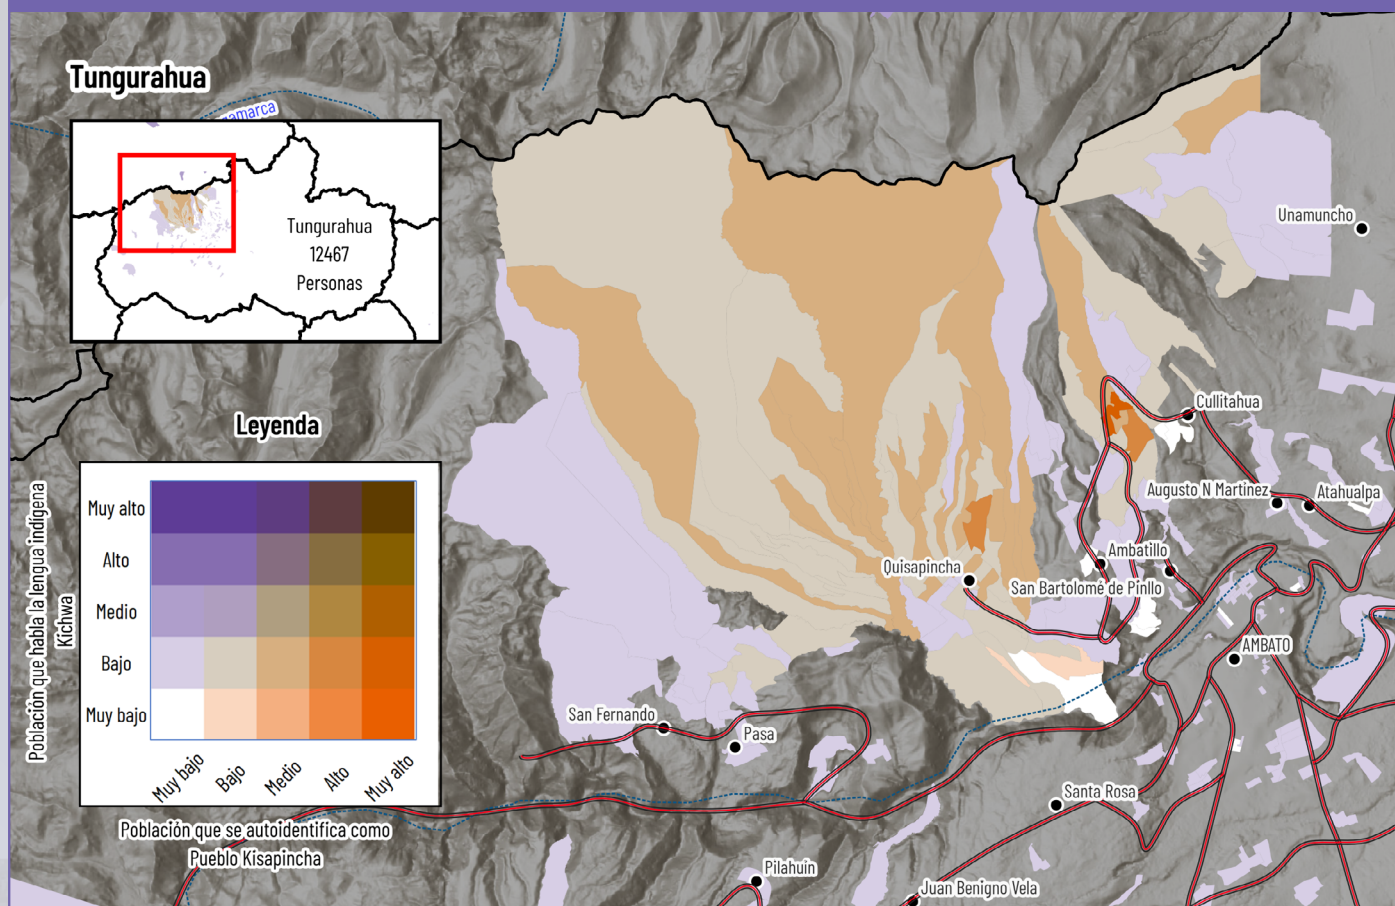 Tungurahua
Tungurahua
12467
Personas
Leyenda
Población que habla la lengua indígena
Kichwa
Muy alto
Alto
Medio
Bajo
Muy bajo
Muy bajo
Bajo
Medio
Alto
Muy alto
Población que se autoidentifica como
Pueblo Kisapincha
Unamuncho
Cullitahua
Augusto N Martinez
Atahualpa
Ambatillo
Quisapincha
San Bartolomé de Pinllo
AMBATO
San Fernando
Pasa
Santa Rosa
Pilahuin
Juan Benigno Vela